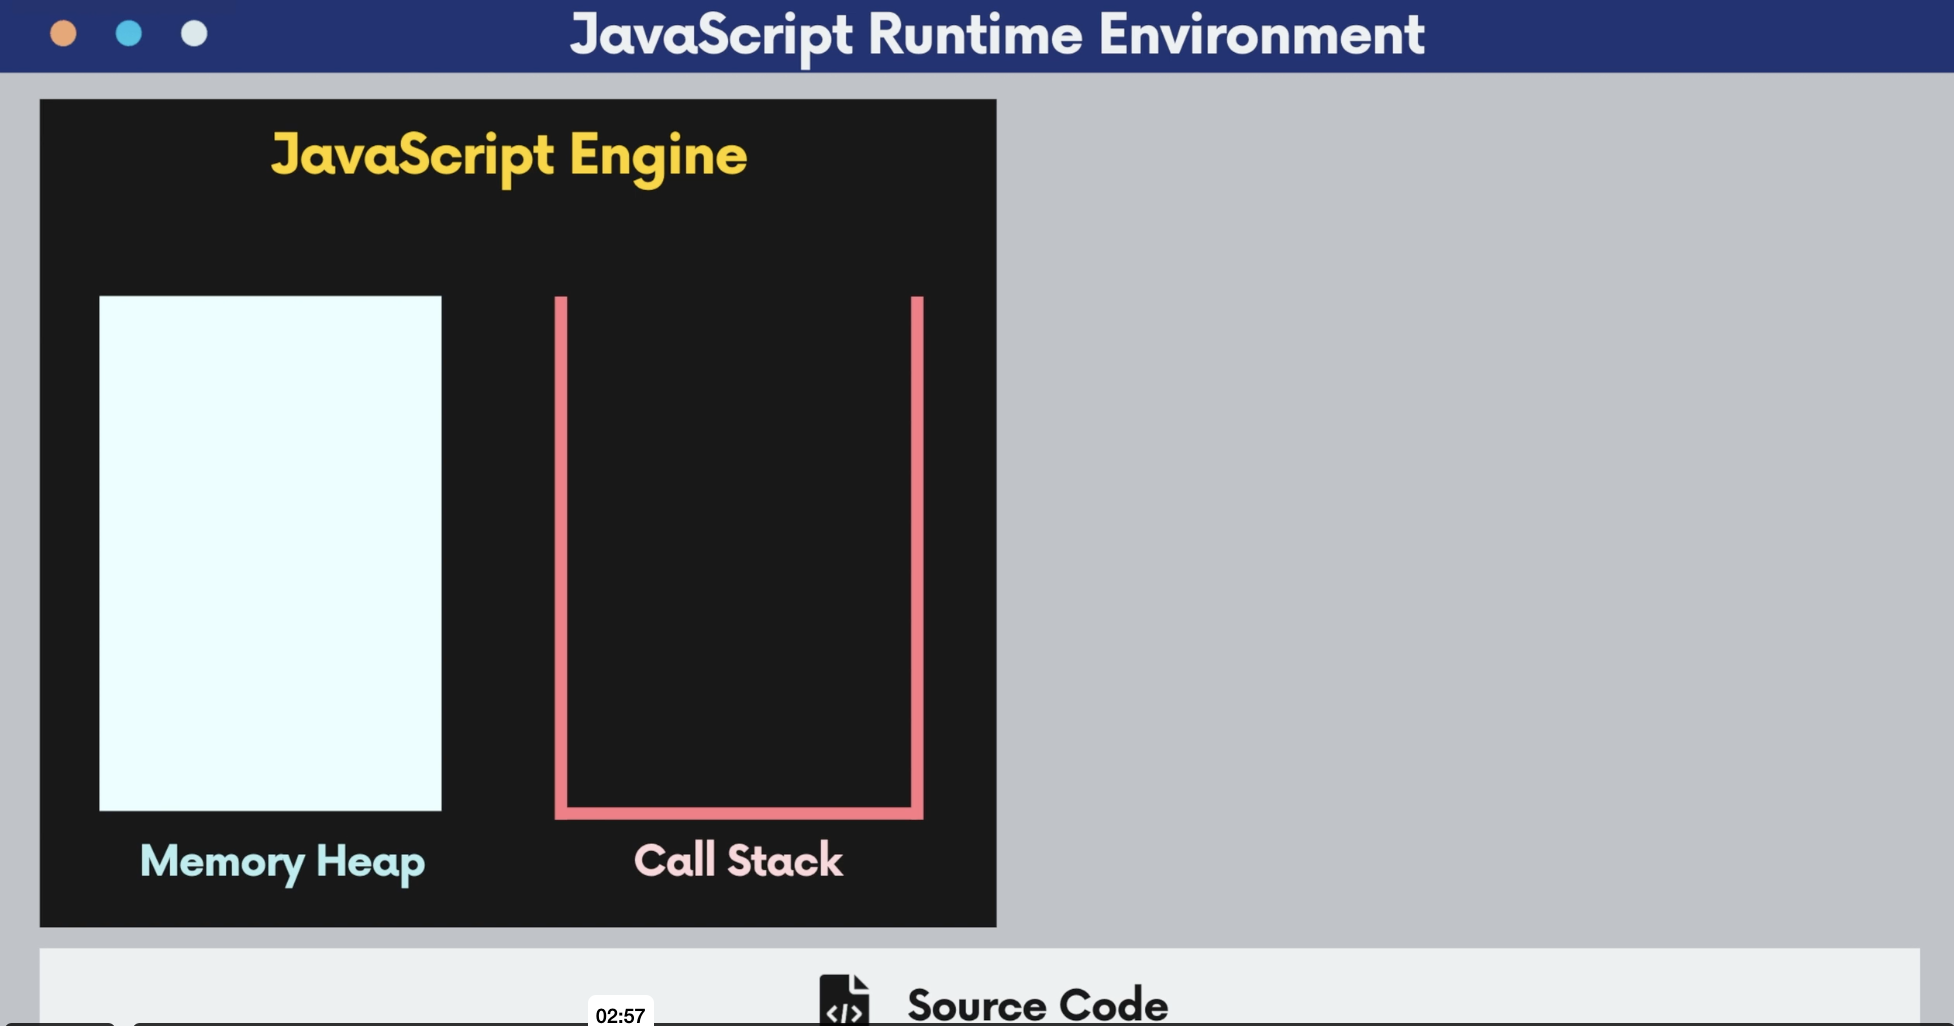 JavaScript Runtime Environment
JavaScript Engine
Memory Heap
Call Stack
</> Source Code
02:57